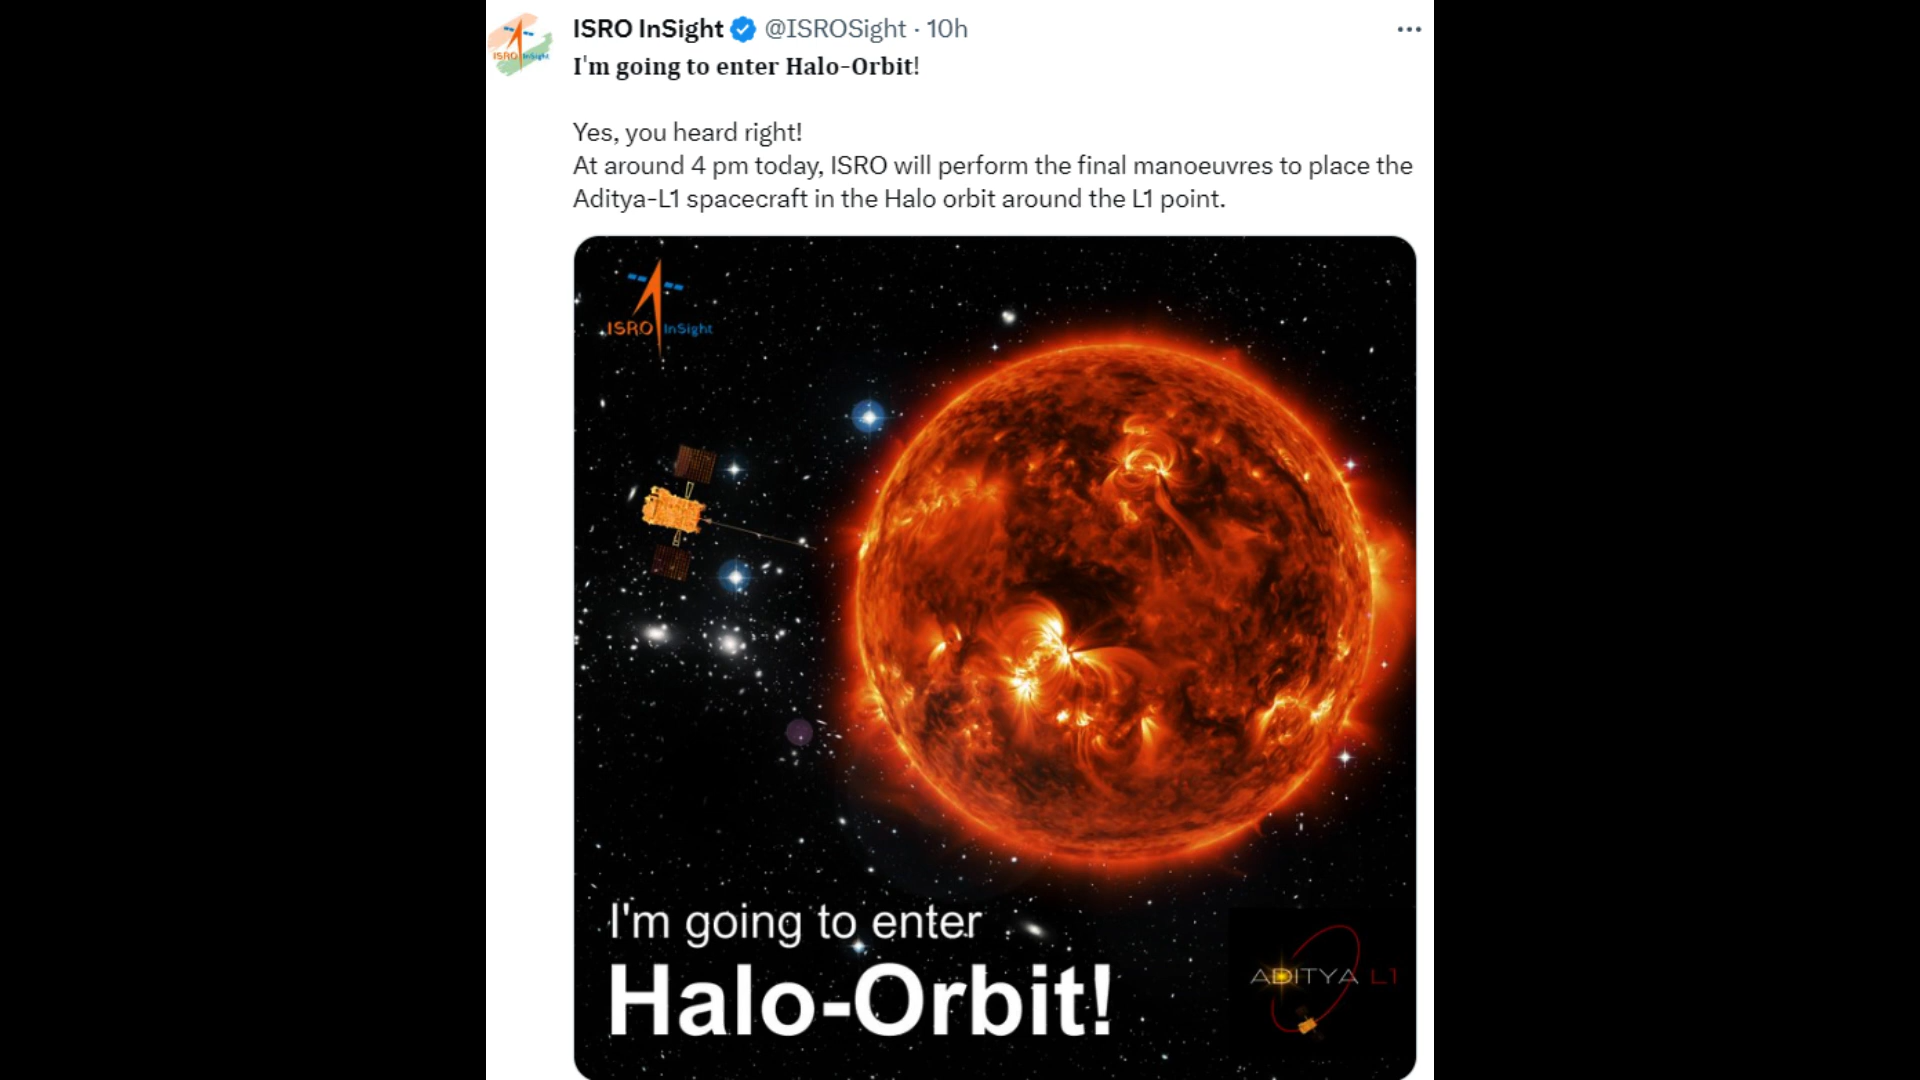 ISRO InSight
ISRO InSight @ISROSight · 10h
I'm going to enter Halo-Orbit!
Yes, you heard right!
At around 4 pm today, ISRO will perform the final manoeuvres to place the
Aditya-L1 spacecraft in the Halo orbit around the L1 point.
ISRO InSight
I'm going to enter
Halo-Orbit!
ADITYA L1